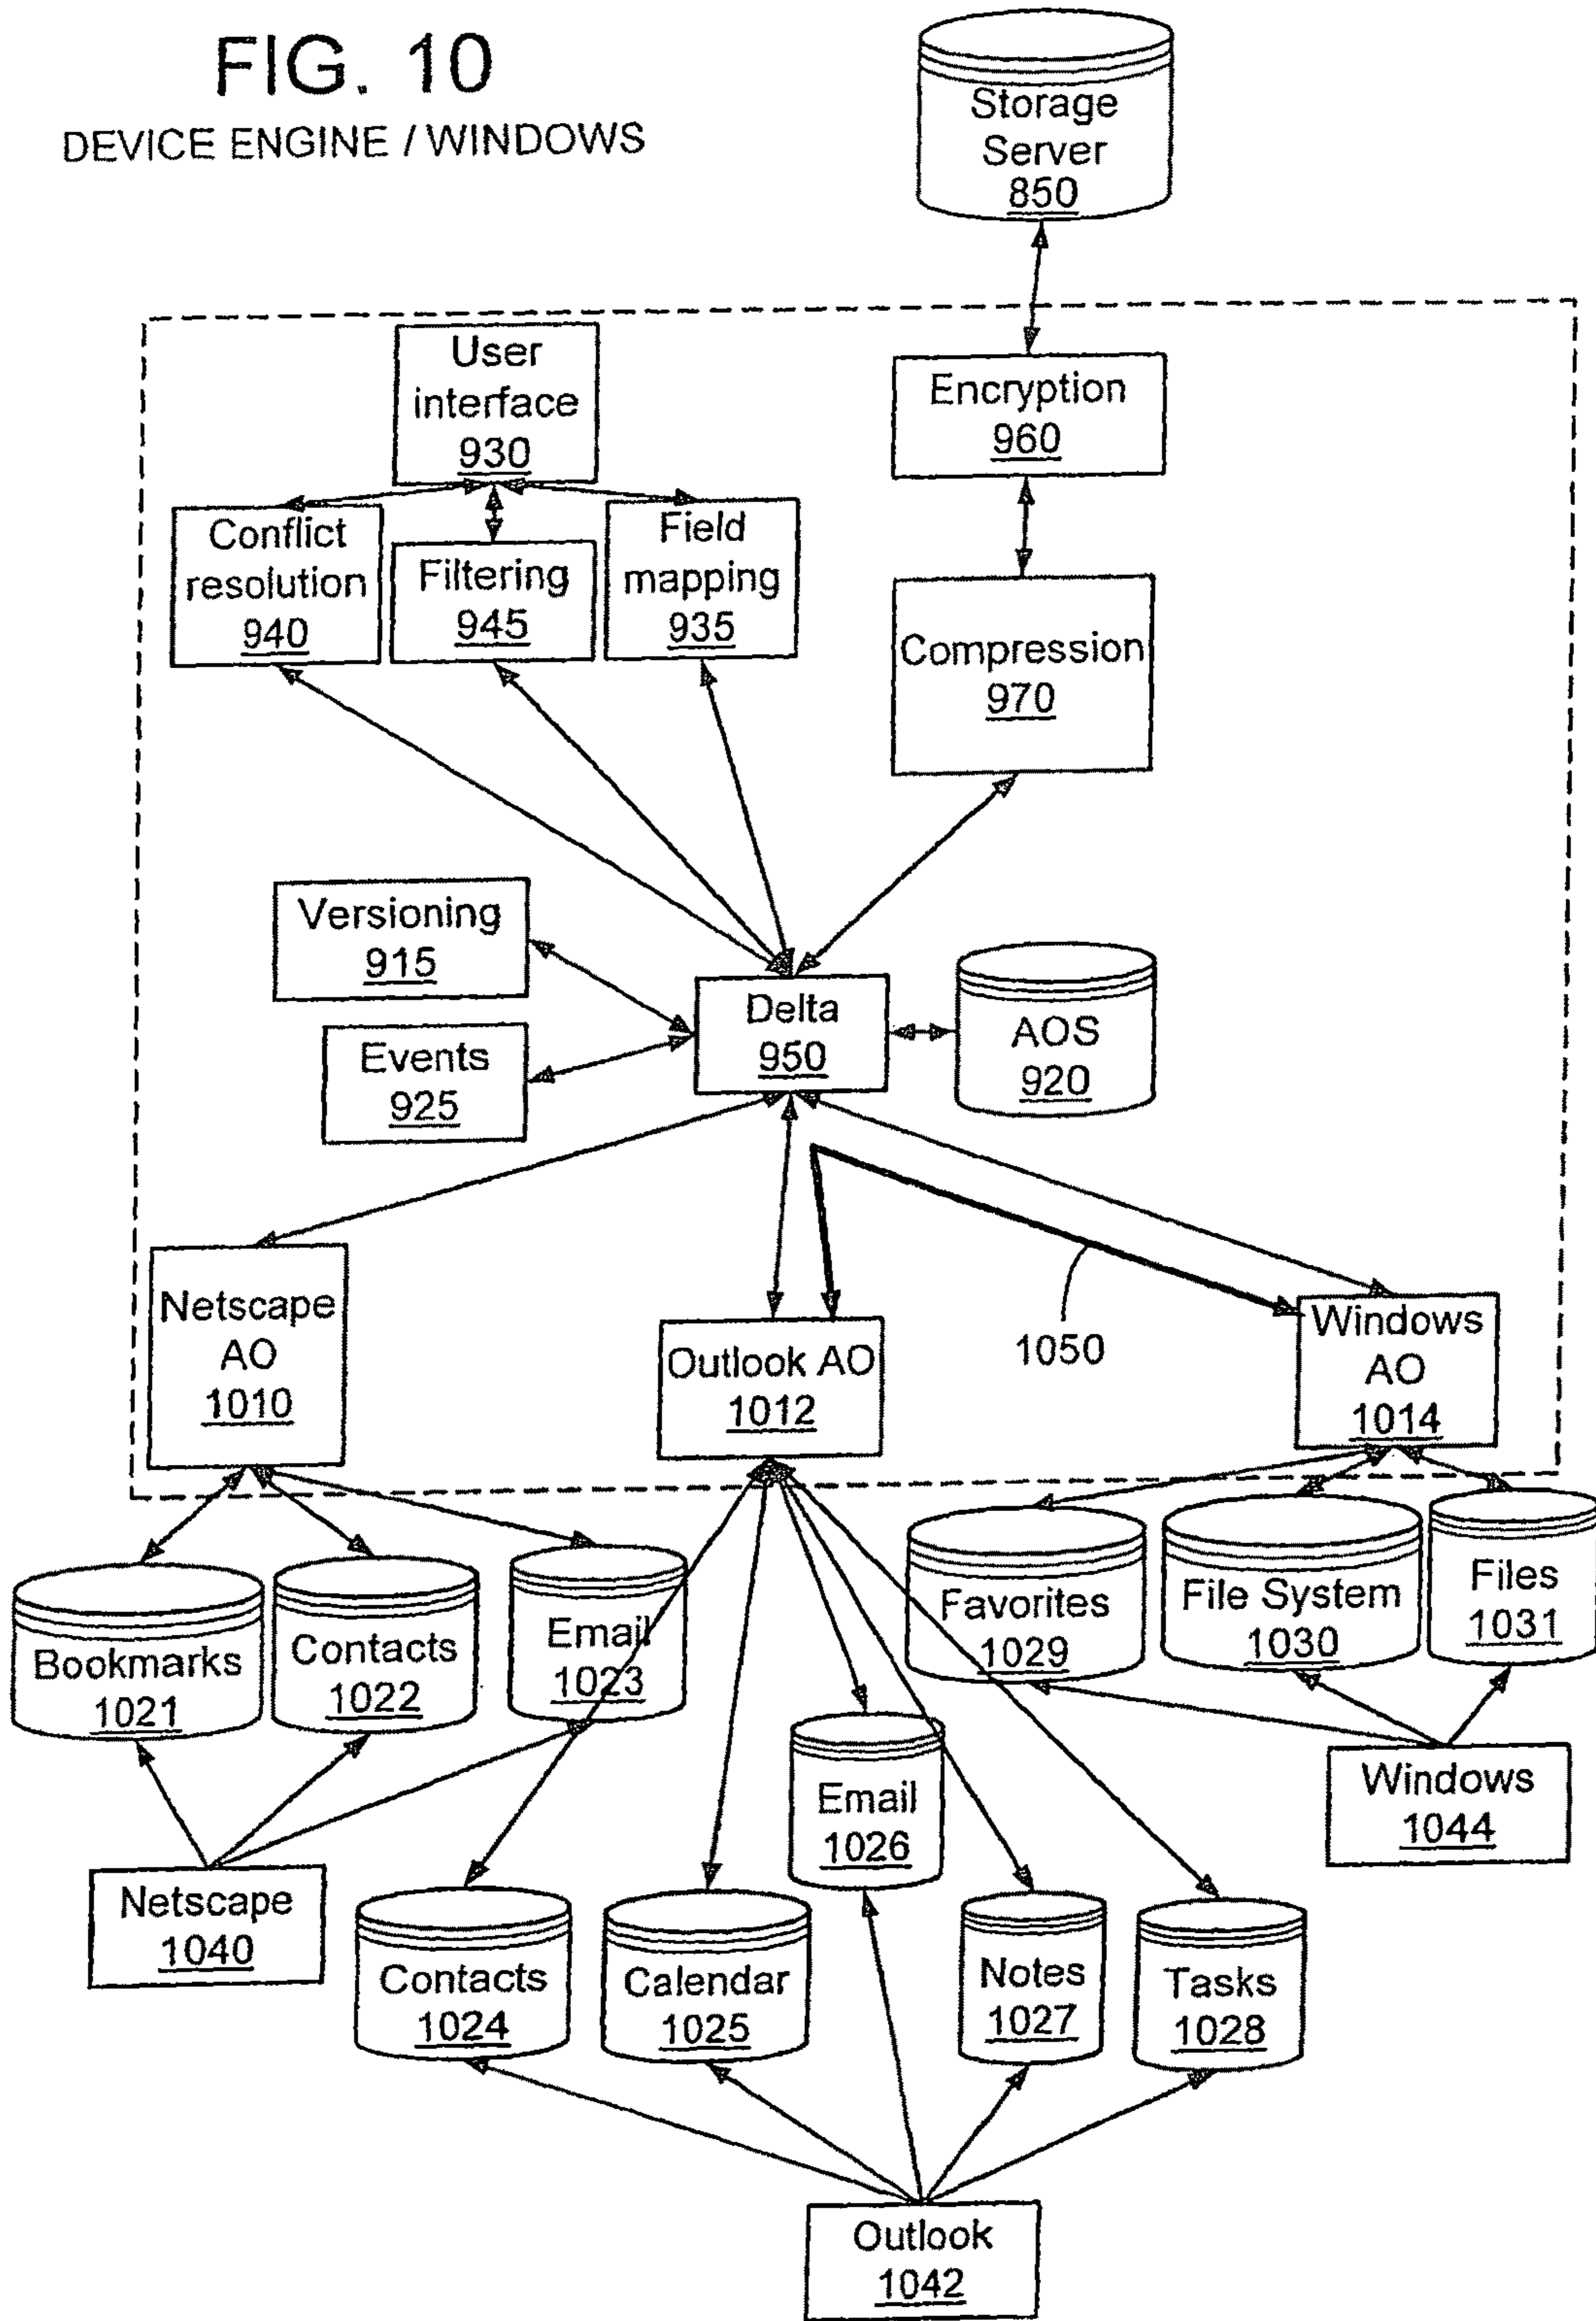 FIG. 10
DEVICE ENGINE / WINDOWS
Storage
Server
850
User
interface
930
Encryption
960
Conflict
resolution
940
Filtering
945
Field
mapping
935
Compression
970
Versioning
915
Events
925
Delta
950
AOS
920
Netscape
AO
1010
Outlook AO
1012
1050
Windows
AO
1014
Bookmarks
1021
Contacts
1022
Email
1023
Favorites
1029
File System
1030
Files
1031
Email
1026
Windows
1044
Netscape
1040
Contacts
1024
Calendar
1025
Notes
1027
Tasks
1028
Outlook
1042